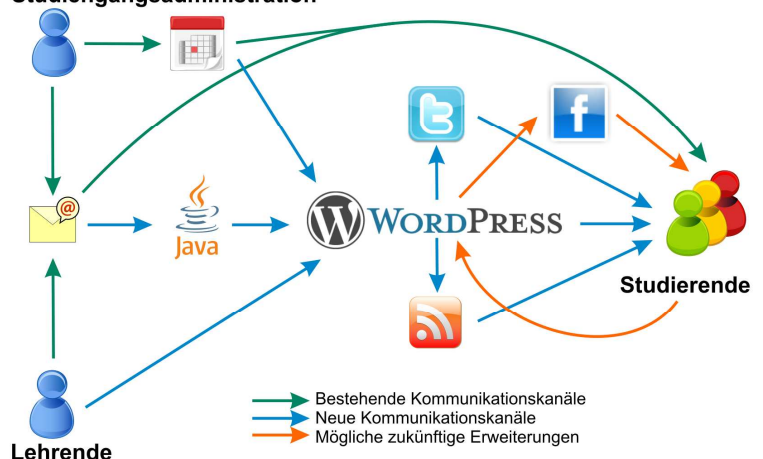 Studiengangsadministration
@
Java
WORDPRESS
Studierende
Bestehende Kommunikationskanäle
Neue Kommunikationskanäle
Mögliche zukünftige Erweiterungen
Lehrende